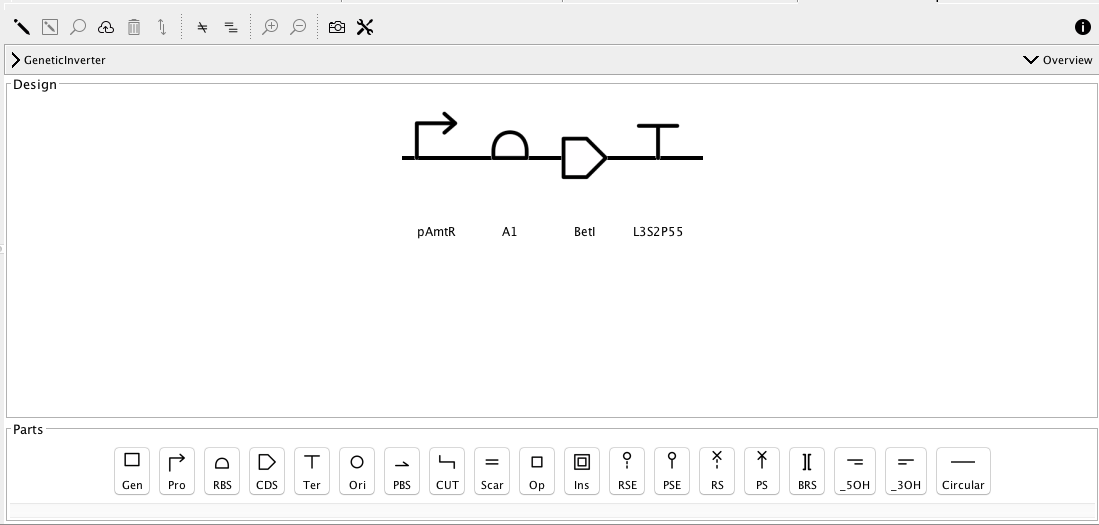 GeneticInverter Overview
Design
pAmtR A1 BetI L3S2P55
Parts
Gen Pro RBS CDS Ter Ori PBS CUT Scar Op Ins RSE PSE RS PS BRS _5OH _3OH Circular